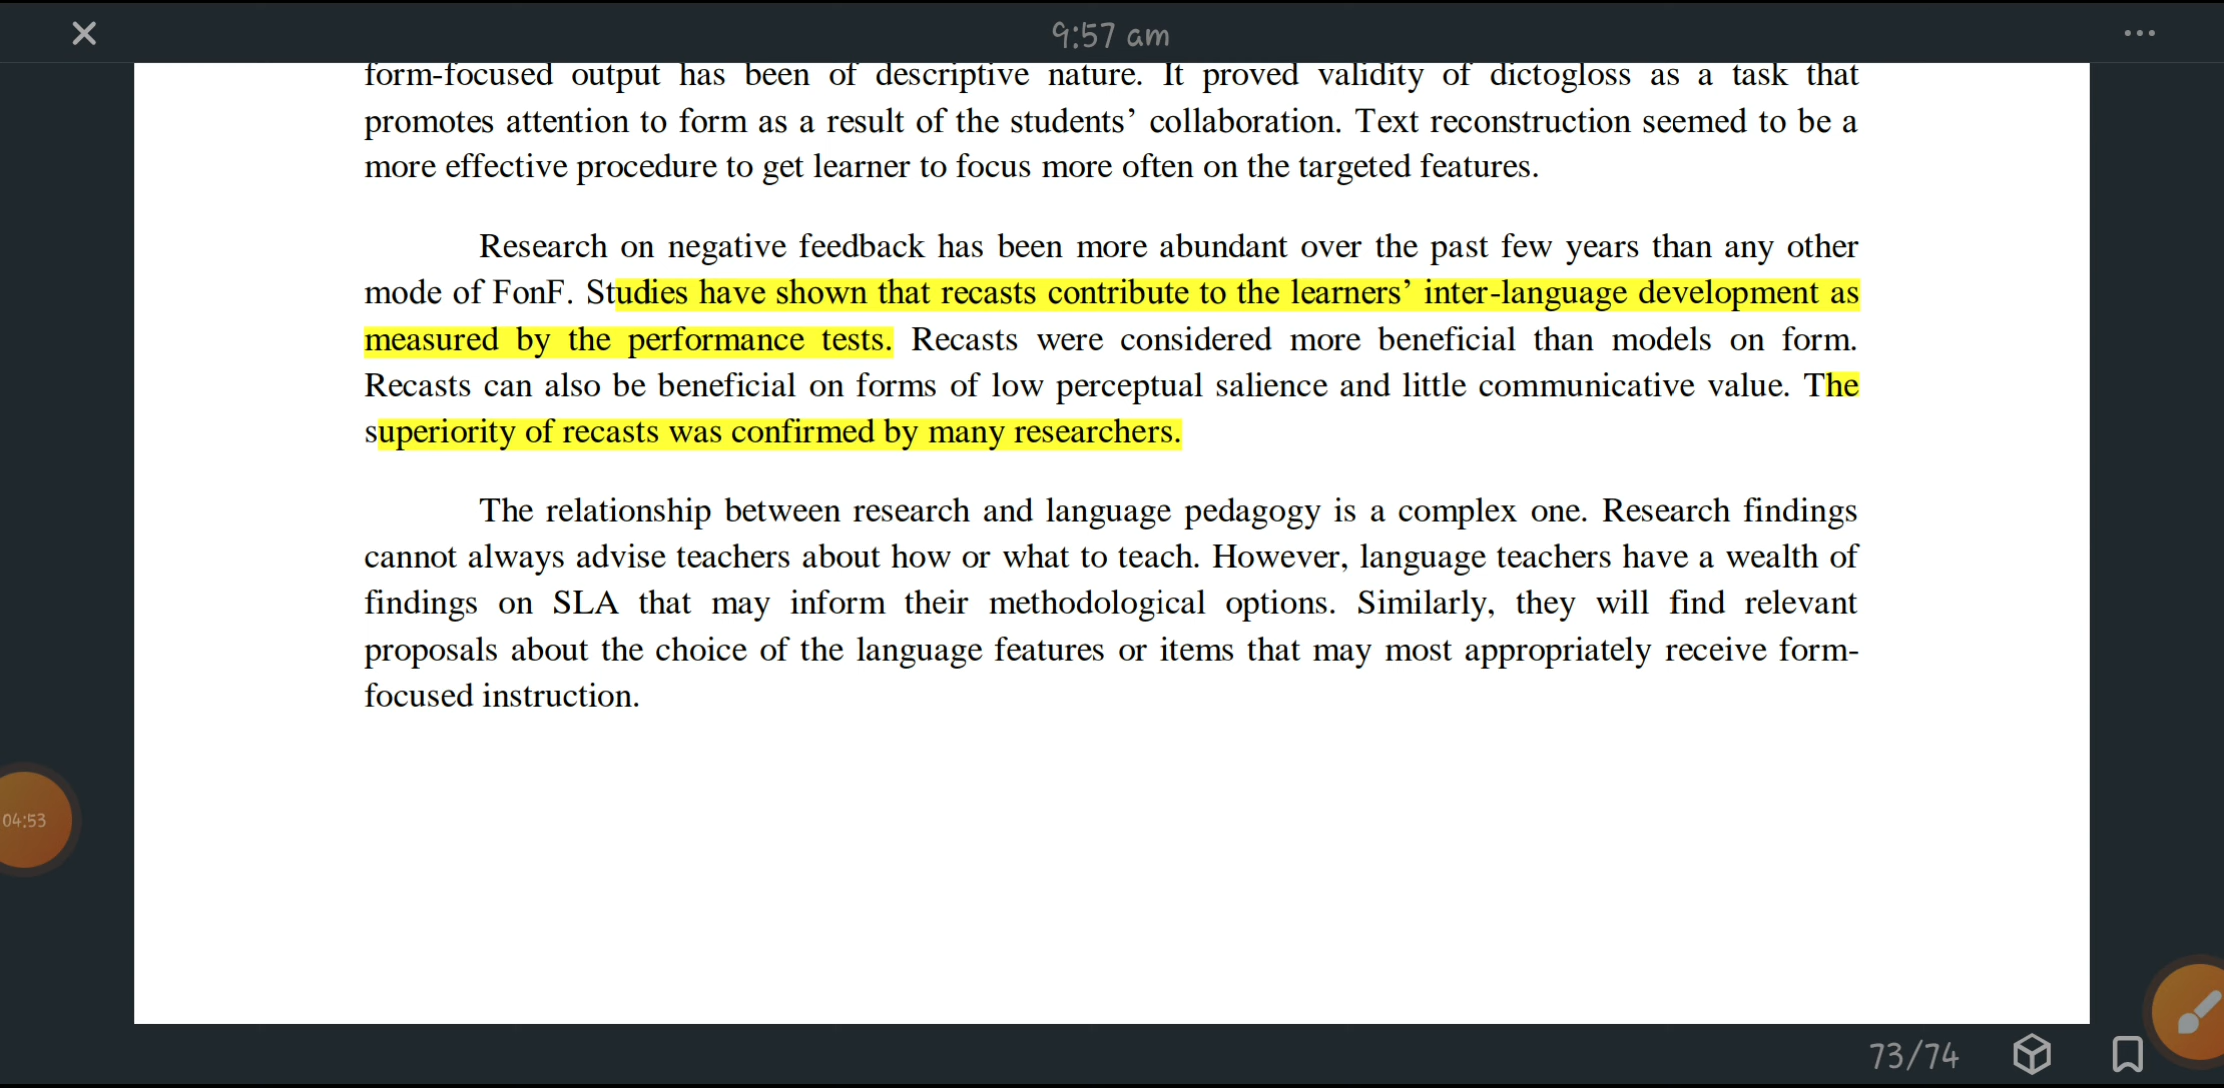 9:57 am
form-focused output has been of descriptive nature. It proved validity of dictogloss as a task that
promotes attention to form as a result of the students’ collaboration. Text reconstruction seemed to be a
more effective procedure to get learner to focus more often on the targeted features.
Research on negative feedback has been more abundant over the past few years than any other
mode of FonF. Studies have shown that recasts contribute to the learners’ inter-language development as
measured by the performance tests. Recasts were considered more beneficial than models on form.
Recasts can also be beneficial on forms of low perceptual salience and little communicative value. The
superiority of recasts was confirmed by many researchers.
The relationship between research and language pedagogy is a complex one. Research findings
cannot always advise teachers about how or what to teach. However, language teachers have a wealth of
findings on SLA that may inform their methodological options. Similarly, they will find relevant
proposals about the choice of the language features or items that may most appropriately receive form-
focused instruction.
04:53
73/74